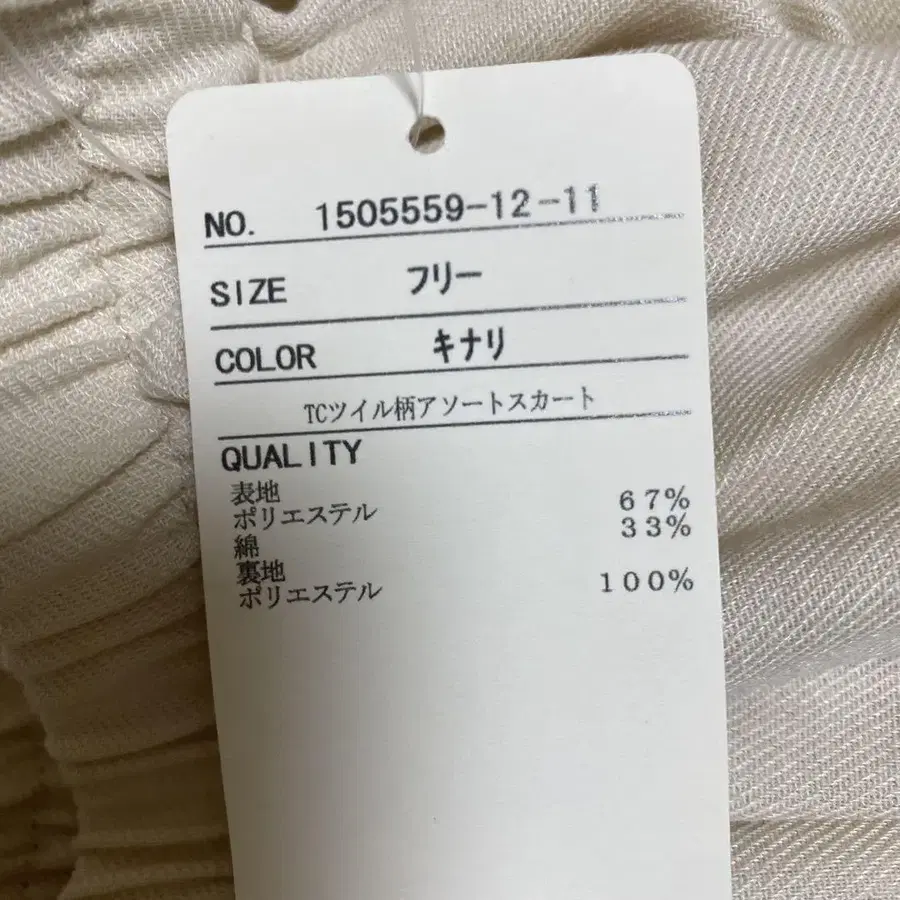 NO. 1505559-12-11
SIZE フリー
COLOR キナリ
TCツイル柄アソートスカート
QUALITY
表地
ポリエステル 67%
綿 33%
裏地
ポリエステル 100%